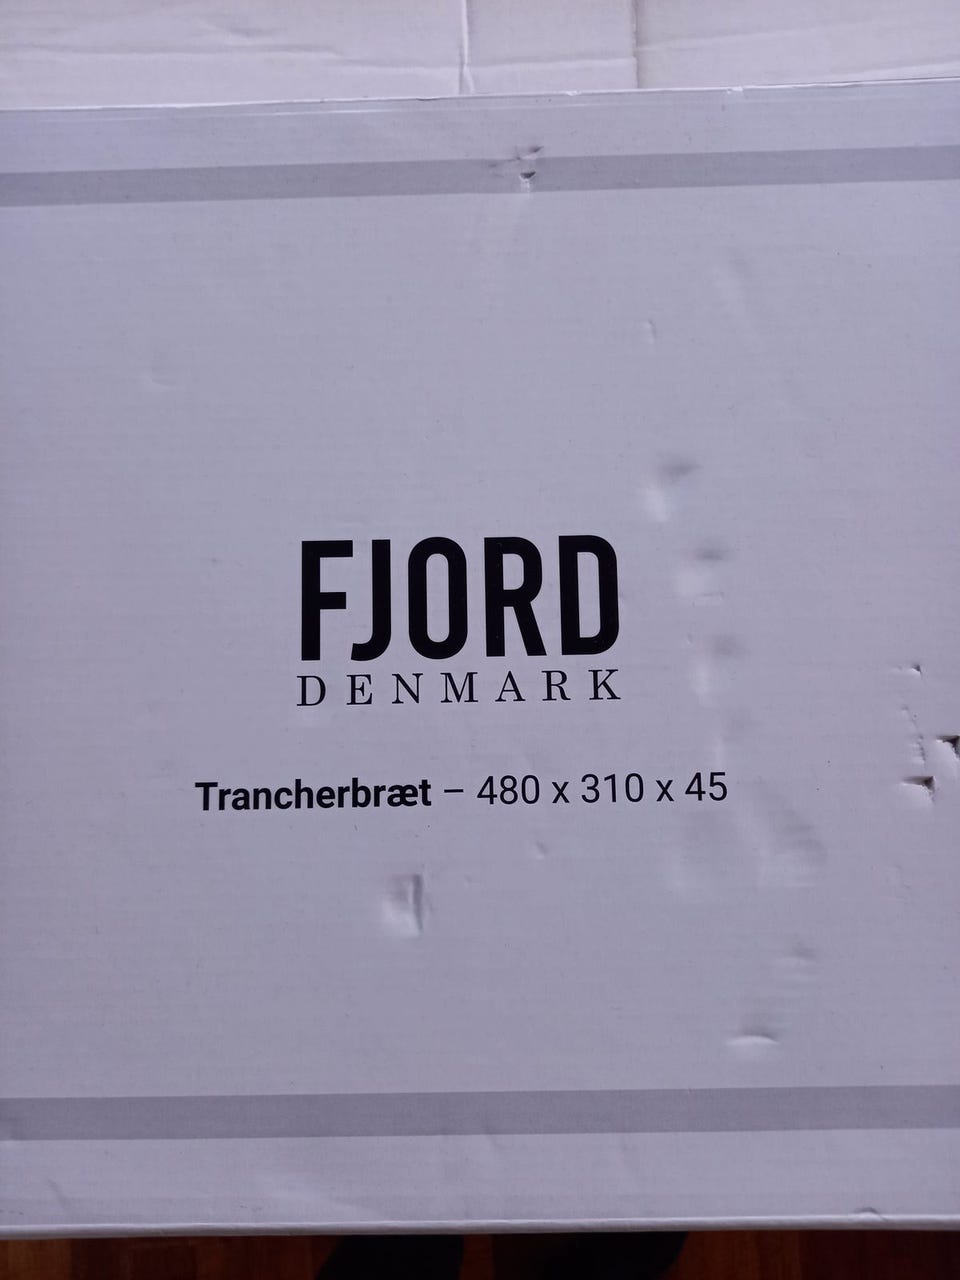 FJORD
DENMARK
Trancherbræt – 480 x 310 x 45